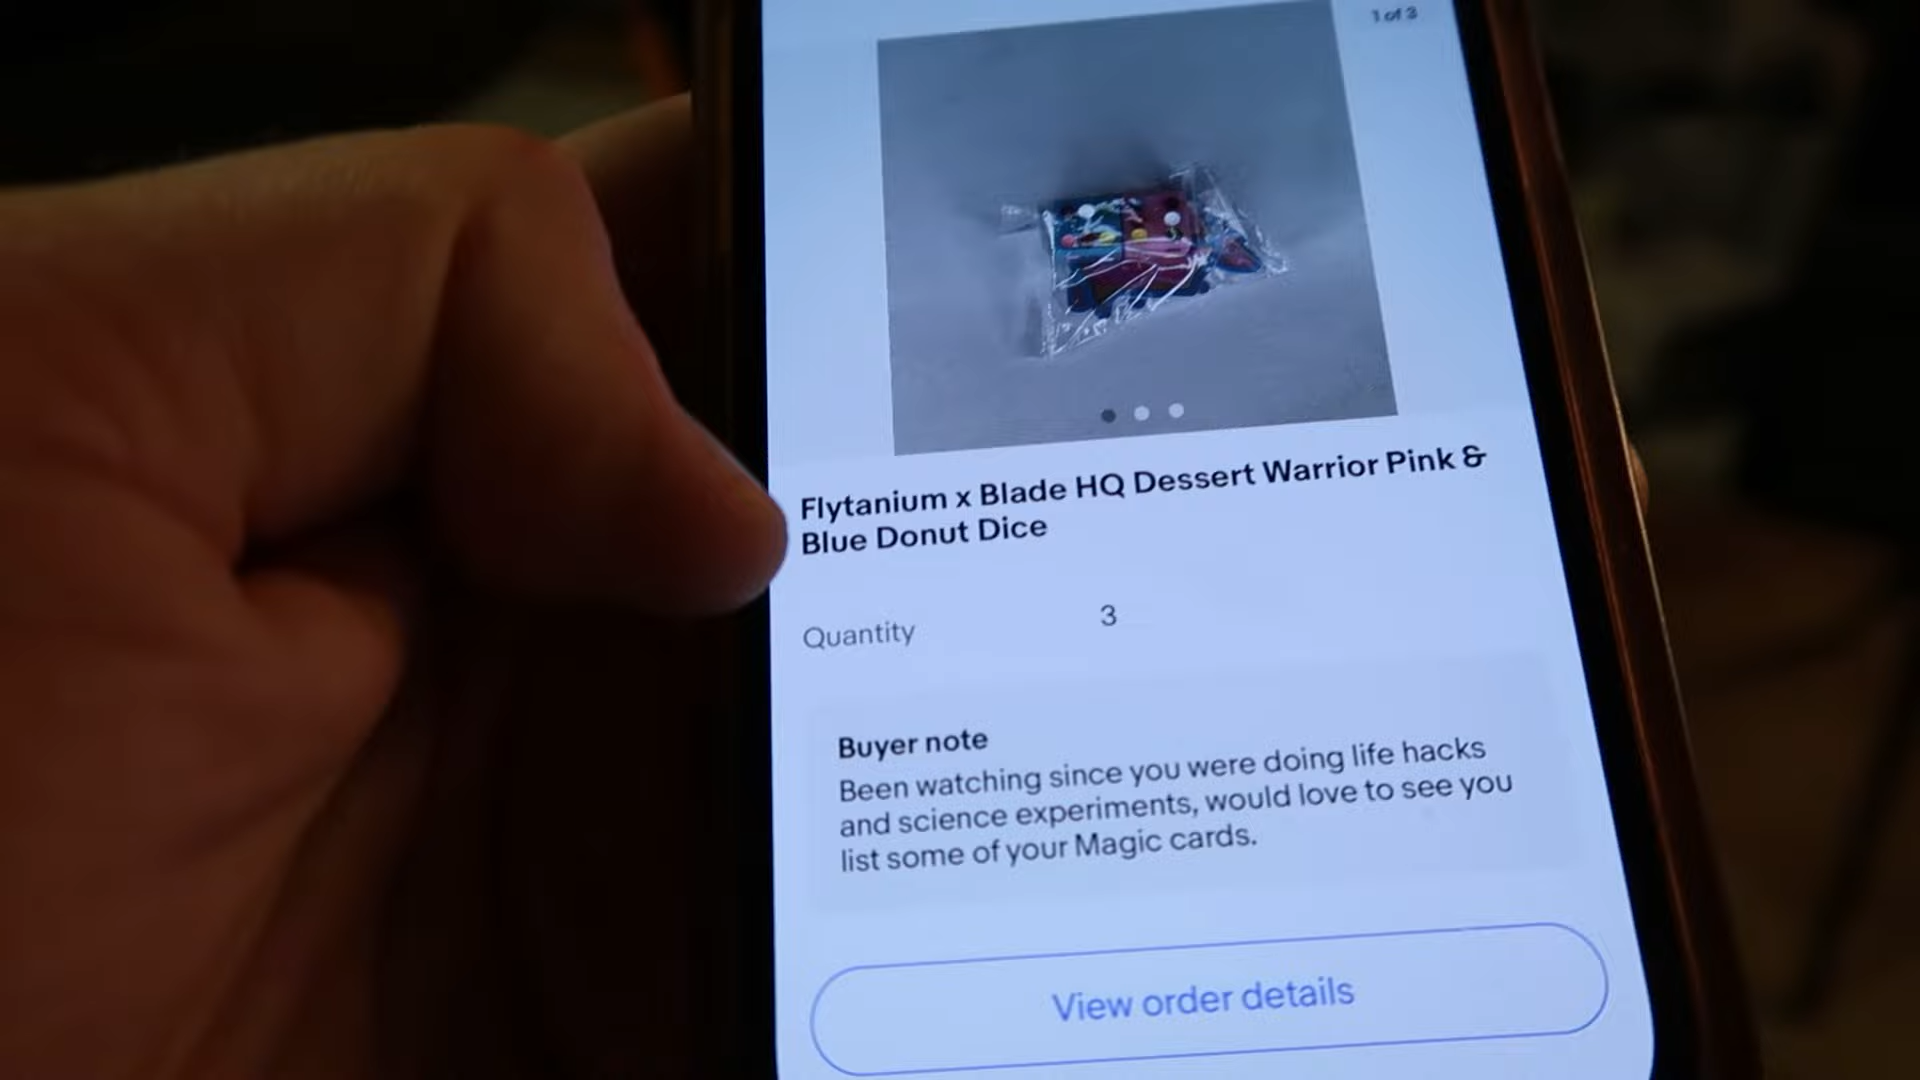 1 of 3
Flytanium x Blade HQ Dessert Warrior Pink &
Blue Donut Dice
Quantity 3
Buyer note
Been watching since you were doing life hacks
and science experiments, would love to see you
list some of your Magic cards.
View order details